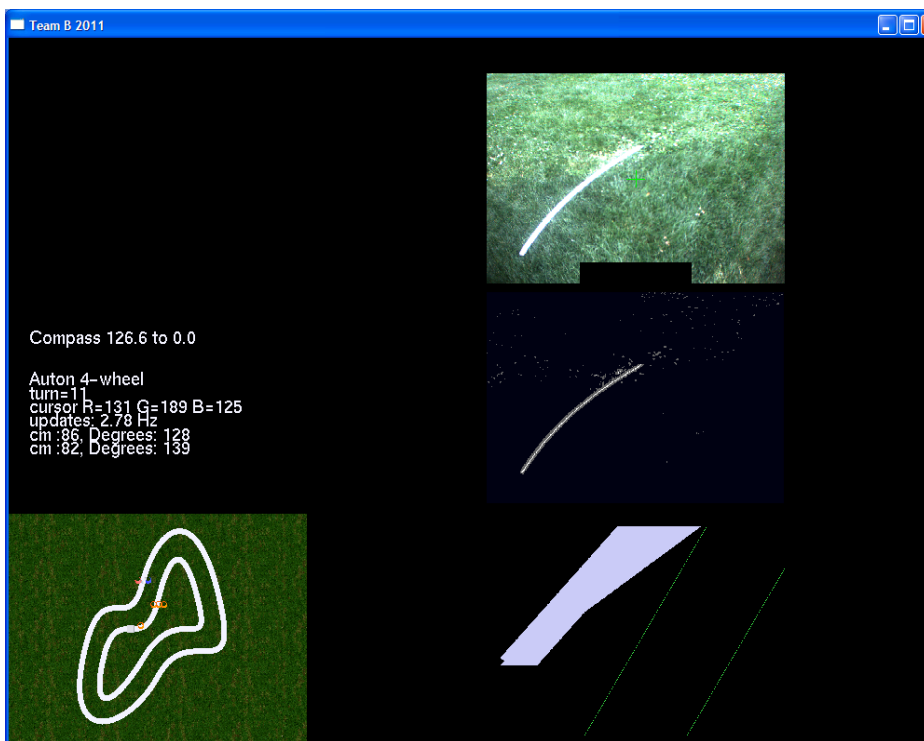 Team B 2011
Compass 126.6 to 0.0
Auton 4-wheel
turn=11
cursor R=131 G=189 B=125
updates: 2.78 Hz
cm :86, Degrees: 128
cm :82, Degrees: 139